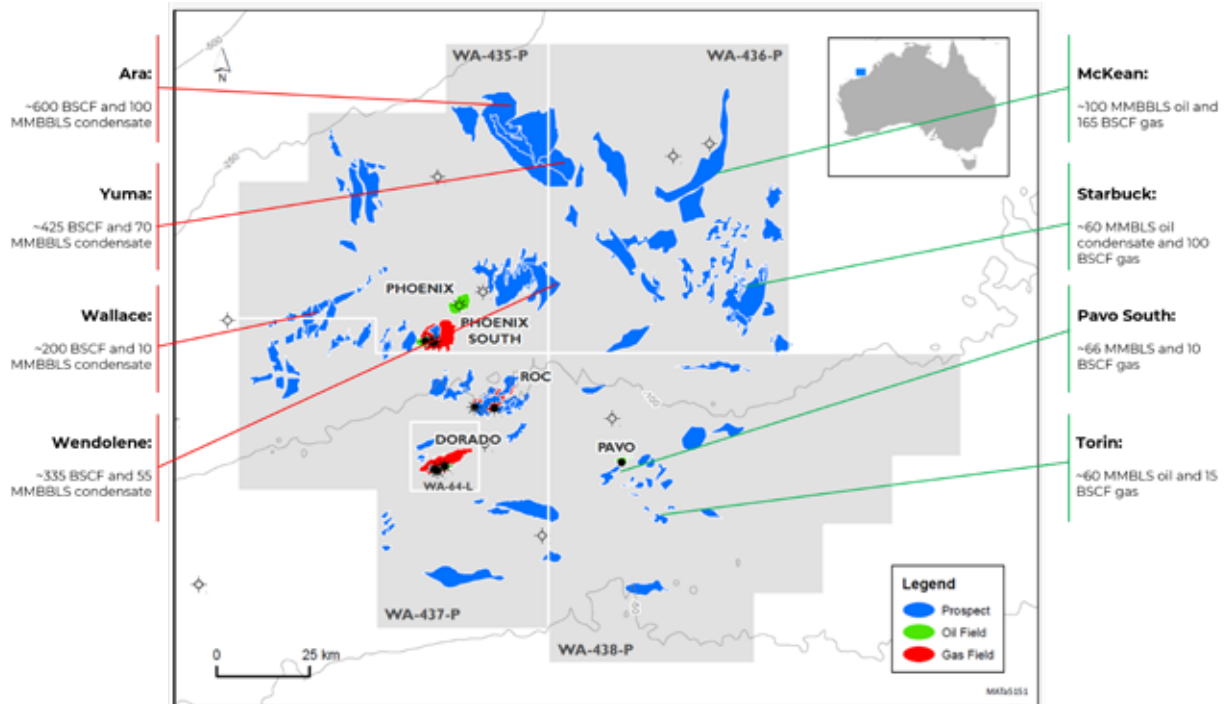 Ara:
~600 BSCF and 100
MMBBLS condensate
Yuma:
~425 BSCF and 70
MMBBLS condensate
Wallace:
~200 BSCF and 10
MMBBLS condensate
Wendolene:
~335 BSCF and 55
MMBBLS condensate
WA-435-P
WA-436-P
-500
N
-250
PHOENIX
PHOENIX
SOUTH
ROC
-100
DORADO
PAVO
WA-64-L
WA-437-P
WA-438-P
-50
0
25 km
Legend
Prospect
Oil Field
Gas Field
McKean:
~100 MMBBLS oil and
165 BSCF gas
Starbuck:
~60 MMBLS oil
condensate and 100
BSCF gas
Pavo South:
~66 MMBLS and 10
BSCF gas
Torin:
~60 MMBLS oil and 15
BSCF gas